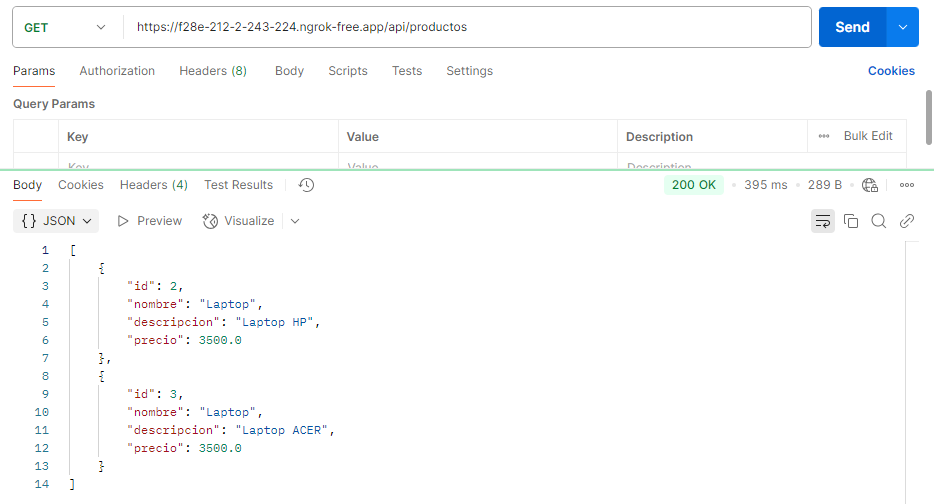 GET https://f28e-212-2-243-224.ngrok-free.app/api/productos Send
Params Authorization Headers (8) Body Scripts Tests Settings Cookies
Query Params
Key Value Description Bulk Edit
Key Value Description
Body Cookies Headers (4) Test Results 200 OK 395 ms 289 B
{} JSON Preview Visualize
1 [
2 {
3 "id": 2,
4 "nombre": "Laptop",
5 "descripcion": "Laptop HP",
6 "precio": 3500.0
7 },
8 {
9 "id": 3,
10 "nombre": "Laptop",
11 "descripcion": "Laptop ACER",
12 "precio": 3500.0
13 }
14 ]